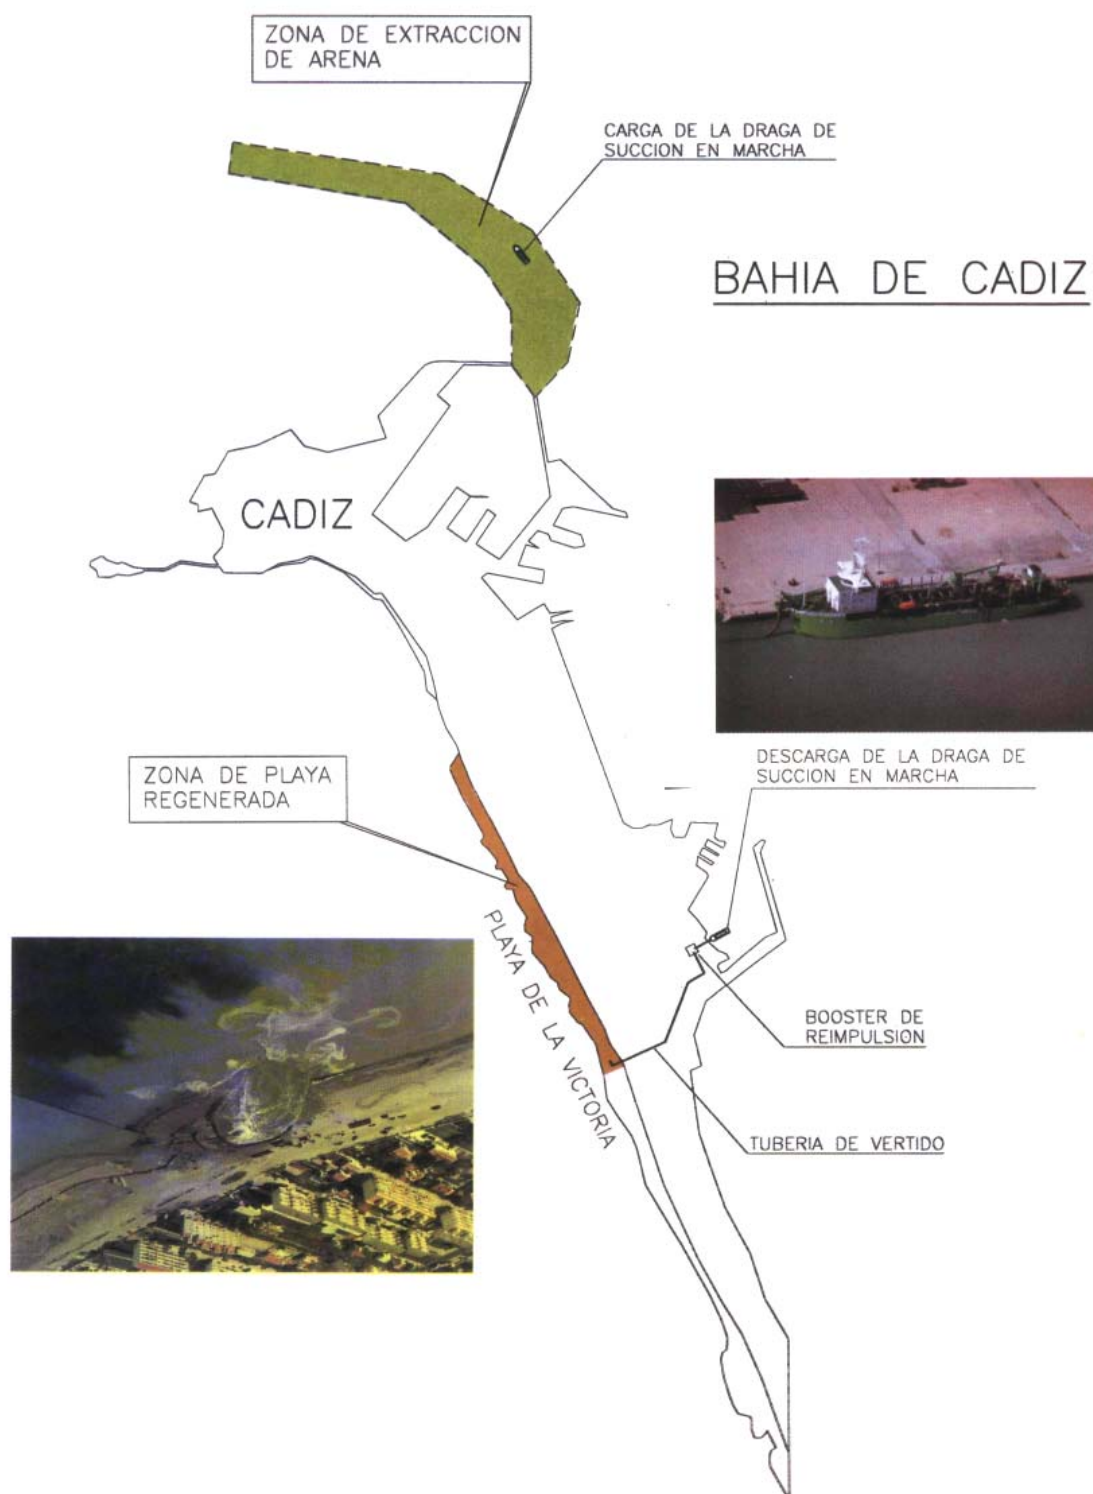 ZONA DE EXTRACCION
DE ARENA
CARGA DE LA DRAGA DE
SUCCION EN MARCHA
BAHIA DE CADIZ
CADIZ
DESCARGA DE LA DRAGA DE
SUCCION EN MARCHA
ZONA DE PLAYA
REGENERADA
PLAYA DE LA VICTORIA
BOOSTER DE
REIMPULSION
TUBERIA DE VERTIDO